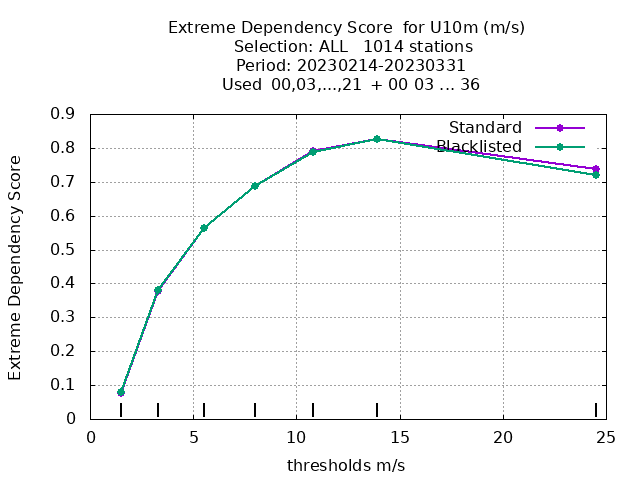 Extreme Dependency Score  for U10m (m/s)
Selection: ALL   1014 stations
Period: 20230214-20230331
Used  00,03,...,21  + 00 03 ... 36
Standard
Blacklisted
Extreme Dependency Score
0.9
0.8
0.7
0.6
0.5
0.4
0.3
0.2
0.1
0
0 5 10 15 20 25
thresholds m/s